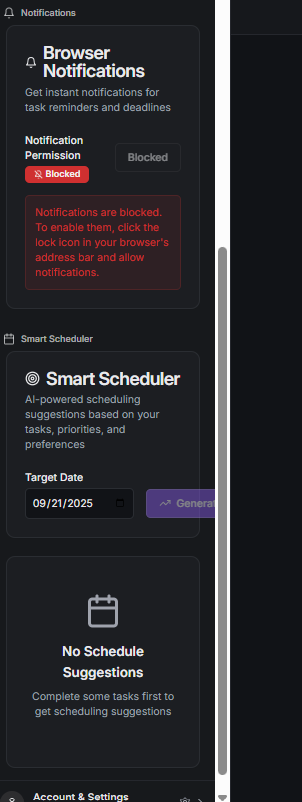 Notifications
Browser
Notifications
Get instant notifications for
task reminders and deadlines
Notification
Permission
Blocked
Blocked
Notifications are blocked.
To enable them, click the
lock icon in your browser's
address bar and allow
notifications.
Smart Scheduler
Smart Scheduler
AI-powered scheduling
suggestions based on your
tasks, priorities, and
preferences
Target Date
09/21/2025
Generat
No Schedule
Suggestions
Complete some tasks first to
get scheduling suggestions
Account & Settings